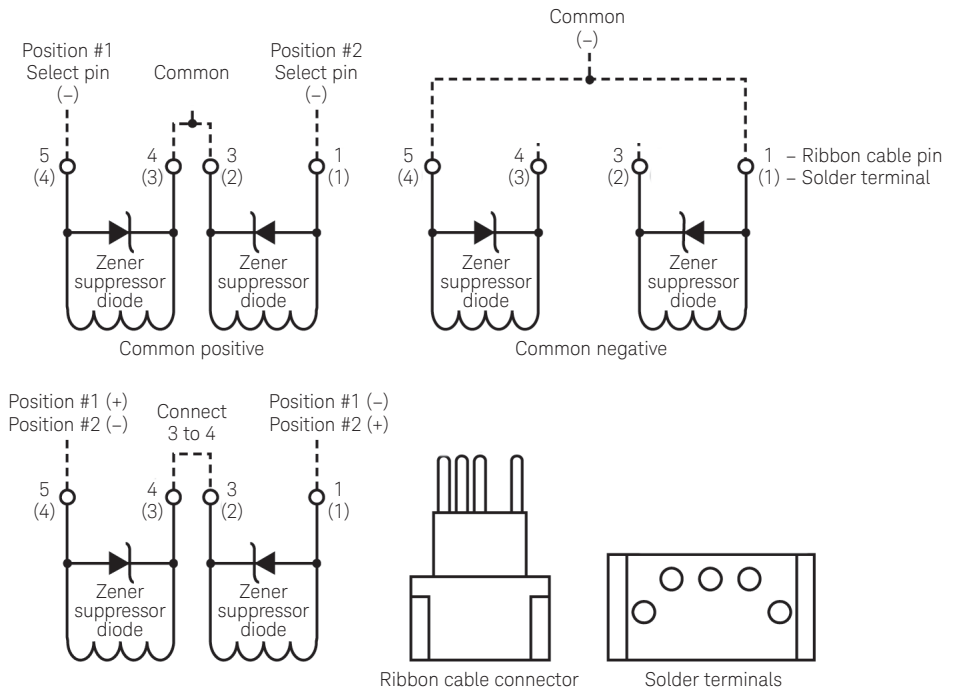 Position #1
Select pin
(–)
Common
Position #2
Select pin
(–)
5
(4)
4
(3)
3
(2)
1
(1)
Zener
suppressor
diode
Zener
suppressor
diode
Common positive
Common
(–)
5
(4)
4
(3)
3
(2)
1 – Ribbon cable pin
(1) – Solder terminal
Zener
suppressor
diode
Zener
suppressor
diode
Common negative
Position #1 (+)
Position #2 (–)
Connect
3 to 4
Position #1 (–)
Position #2 (+)
5
(4)
4
(3)
3
(2)
1
(1)
Zener
suppressor
diode
Zener
suppressor
diode
Ribbon cable connector
Solder terminals